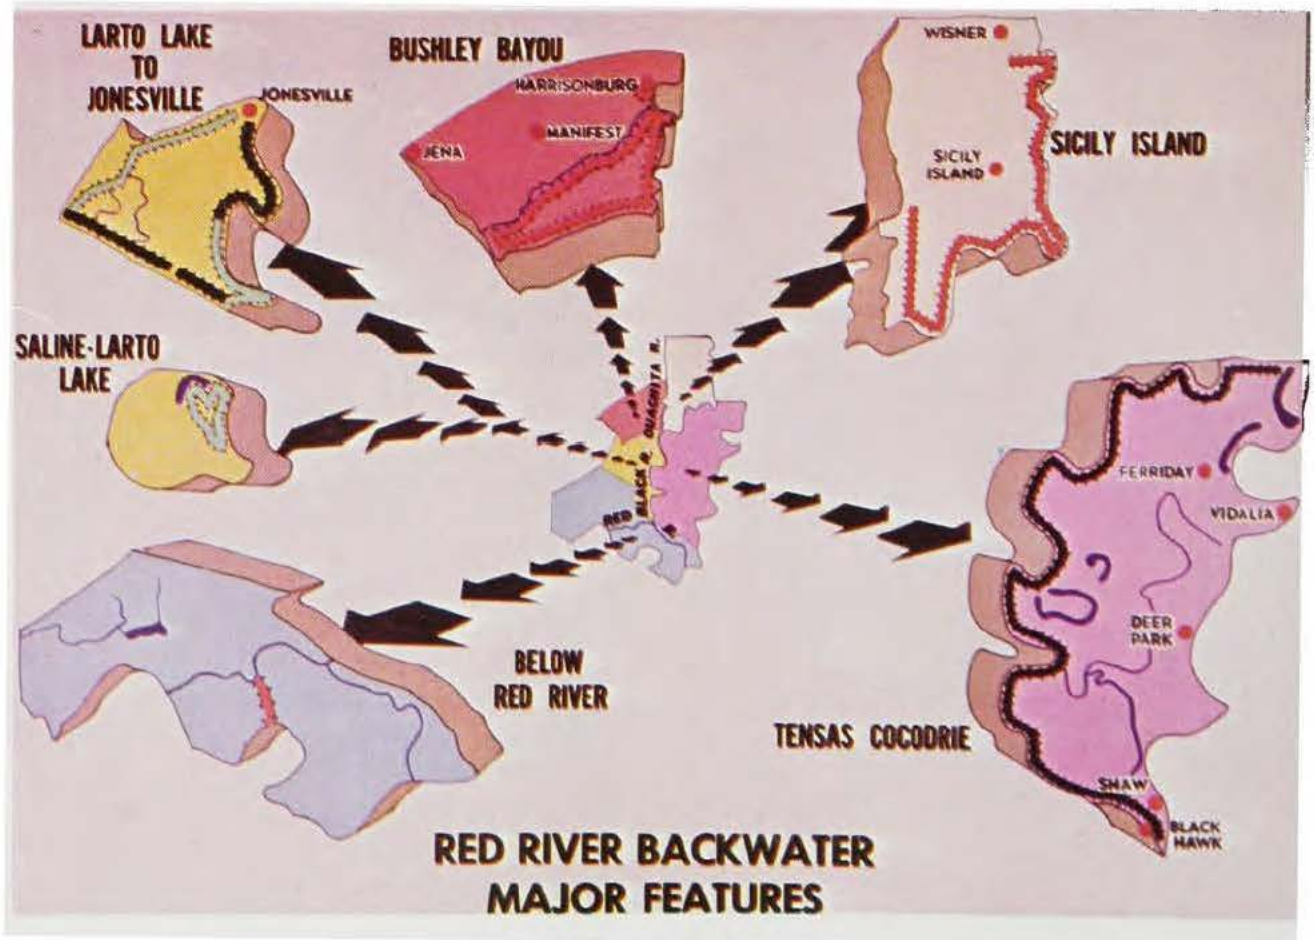 LARTO LAKE
TO
JONESVILLE
JONESVILLE
BUSHLEY BAYOU
HARRISONBURG
MANIFEST
JENA
WISNER
SICILY
ISLAND
SICILY ISLAND
SALINE-LARTO
LAKE
OUACHITA R.
BLACK R.
RED R.
FERRIDAY
VIDALIA
DEER
PARK
SHAW
BLACK
HAWK
TENSAS COCODRIE
BELOW
RED RIVER
RED RIVER BACKWATER
MAJOR FEATURES